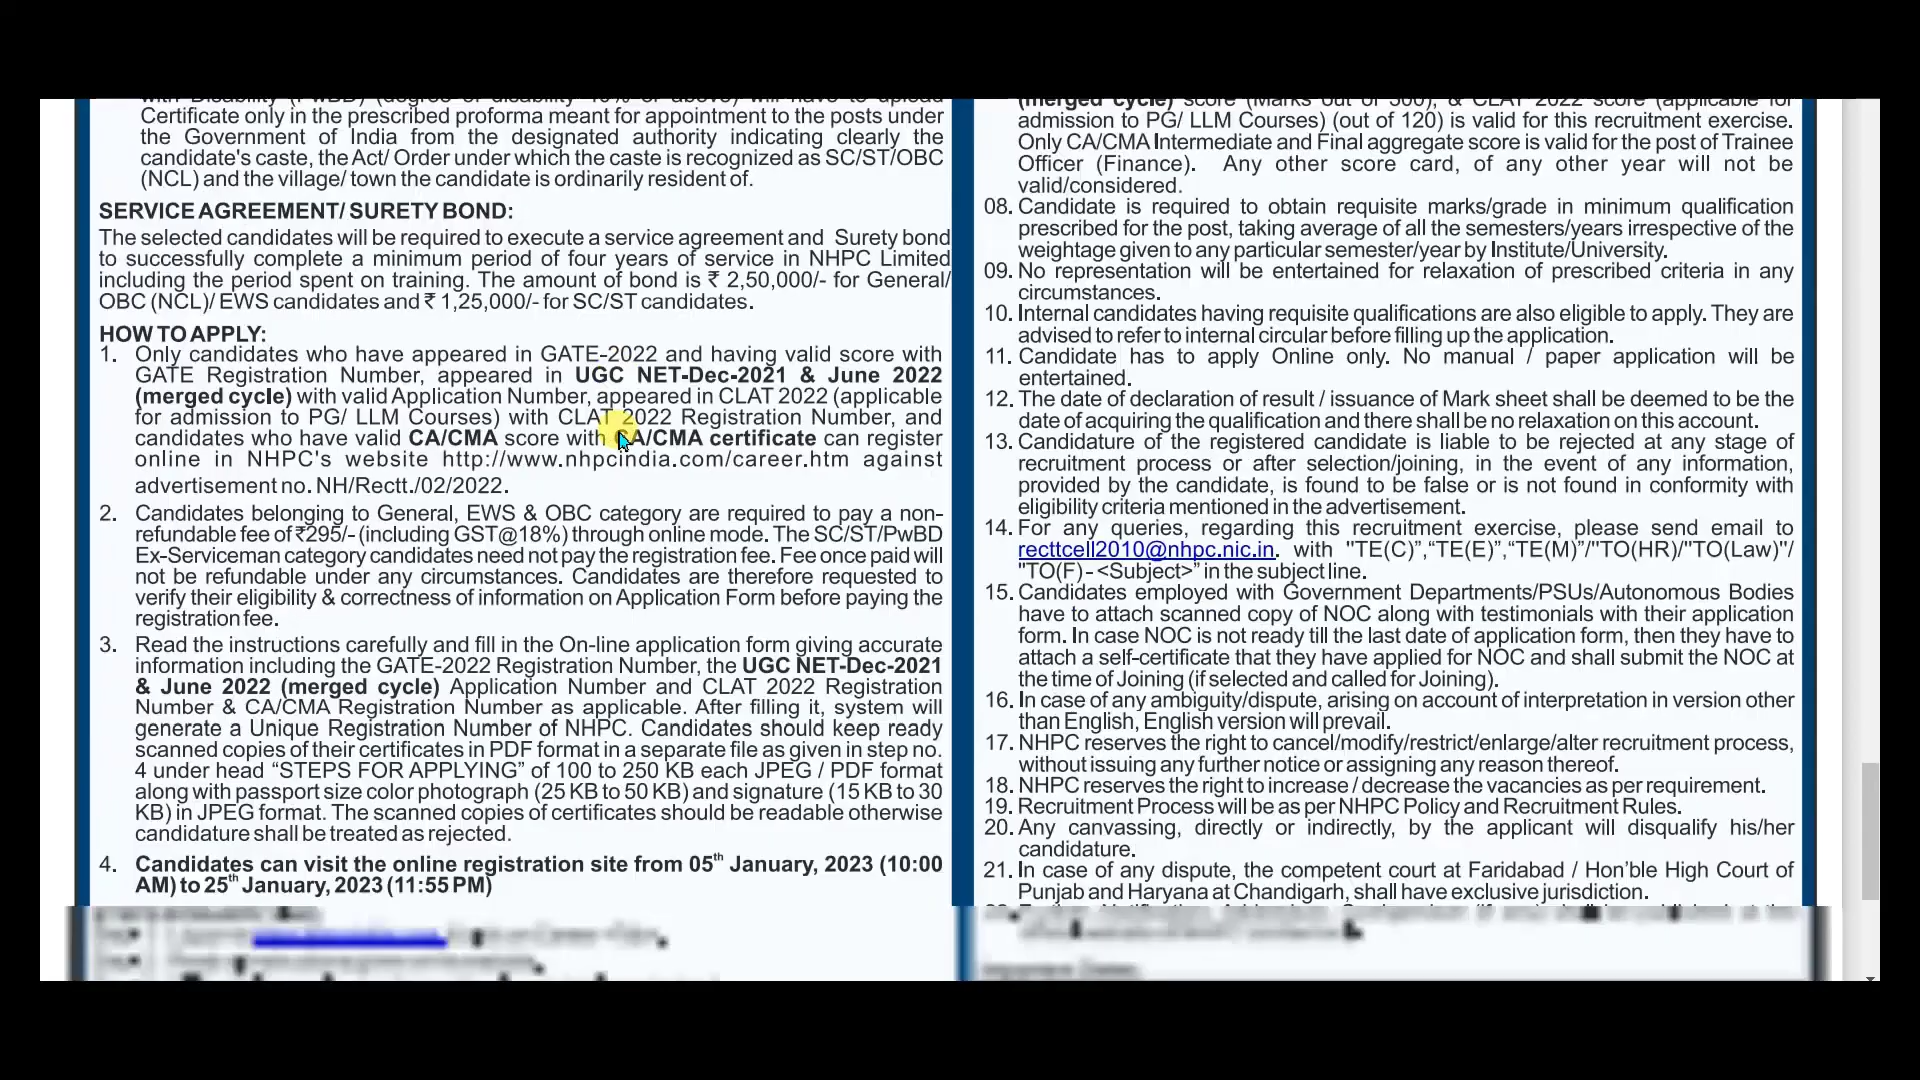 Certificate only in the prescribed proforma meant for appointment to the posts under
the Government of India from the designated authority indicating clearly the
candidate's caste, the Act/ Order under which the caste is recognized as SC/ST/OBC
(NCL) and the village/ town the candidate is ordinarily resident of.
SERVICE AGREEMENT/ SURETY BOND:
The selected candidates will be required to execute a service agreement and Surety bond
to successfully complete a minimum period of four years of service in NHPC Limited
including the period spent on training. The amount of bond is ₹ 2,50,000/- for General/
OBC (NCL)/ EWS candidates and ₹ 1,25,000/- for SC/ST candidates.
HOW TO APPLY:
1. Only candidates who have appeared in GATE-2022 and having valid score with
GATE Registration Number, appeared in UGC NET-Dec-2021 & June 2022
(merged cycle) with valid Application Number, appeared in CLAT 2022 (applicable
for admission to PG/ LLM Courses) with CLAT 2022 Registration Number, and
candidates who have valid CA/CMA score with CA/CMA certificate can register
online in NHPC's website http://www.nhpcindia.com/career.htm against
advertisement no. NH/Rectt./02/2022.
2. Candidates belonging to General, EWS & OBC category are required to pay a non-
refundable fee of ₹295/- (including GST@18%) through online mode. The SC/ST/PwBD
Ex-Serviceman category candidates need not pay the registration fee. Fee once paid will
not be refundable under any circumstances. Candidates are therefore requested to
verify their eligibility & correctness of information on Application Form before paying the
registration fee.
3. Read the instructions carefully and fill in the On-line application form giving accurate
information including the GATE-2022 Registration Number, the UGC NET-Dec-2021
& June 2022 (merged cycle) Application Number and CLAT 2022 Registration
Number & CA/CMA Registration Number as applicable. After filling it, system will
generate a Unique Registration Number of NHPC. Candidates should keep ready
scanned copies of their certificates in PDF format in a separate file as given in step no.
4 under head “STEPS FOR APPLYING” of 100 to 250 KB each JPEG / PDF format
along with passport size color photograph (25 KB to 50 KB) and signature (15 KB to 30
KB) in JPEG format. The scanned copies of certificates should be readable otherwise
candidature shall be treated as rejected.
4. Candidates can visit the online registration site from 05th January, 2023 (10:00
AM) to 25th January, 2023 (11:55 PM)
(merged cycle) score (Marks out of 300), & CLAT 2022 score (applicable for
admission to PG/ LLM Courses) (out of 120) is valid for this recruitment exercise.
Only CA/CMA Intermediate and Final aggregate score is valid for the post of Trainee
Officer (Finance). Any other score card, of any other year will not be
valid/considered.
08. Candidate is required to obtain requisite marks/grade in minimum qualification
prescribed for the post, taking average of all the semesters/years irrespective of the
weightage given to any particular semester/year by Institute/University.
09. No representation will be entertained for relaxation of prescribed criteria in any
circumstances.
10. Internal candidates having requisite qualifications are also eligible to apply. They are
advised to refer to internal circular before filling up the application.
11. Candidate has to apply Online only. No manual / paper application will be
entertained.
12. The date of declaration of result / issuance of Mark sheet shall be deemed to be the
date of acquiring the qualification and there shall be no relaxation on this account.
13. Candidature of the registered candidate is liable to be rejected at any stage of
recruitment process or after selection/joining, in the event of any information,
provided by the candidate, is found to be false or is not found in conformity with
eligibility criteria mentioned in the advertisement.
14. For any queries, regarding this recruitment exercise, please send email to
recttcell2010@nhpc.nic.in. with "TE(C)”,“TE(E)”,“TE(M)”/"TO(HR)/"TO(Law)"/
"TO(F) - <Subject>” in the subject line.
15. Candidates employed with Government Departments/PSUs/Autonomous Bodies
have to attach scanned copy of NOC along with testimonials with their application
form. In case NOC is not ready till the last date of application form, then they have to
attach a self-certificate that they have applied for NOC and shall submit the NOC at
the time of Joining (if selected and called for Joining).
16. In case of any ambiguity/dispute, arising on account of interpretation in version other
than English, English version will prevail.
17. NHPC reserves the right to cancel/modify/restrict/enlarge/alter recruitment process,
without issuing any further notice or assigning any reason thereof.
18. NHPC reserves the right to increase / decrease the vacancies as per requirement.
19. Recruitment Process will be as per NHPC Policy and Recruitment Rules.
20. Any canvassing, directly or indirectly, by the applicant will disqualify his/her
candidature.
21. In case of any dispute, the competent court at Faridabad / Hon’ble High Court of
Punjab and Haryana at Chandigarh, shall have exclusive jurisdiction.